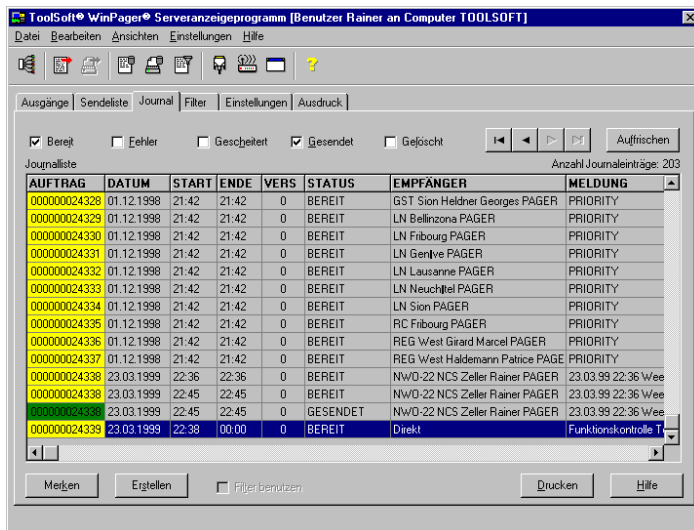 ToolSoft® WinPager® Serveranzeigeprogramm [Benutzer Rainer an Computer TOOLSOFT]
Datei Bearbeiten Ansichten Einstellungen Hilfe
Ausgänge Sendeliste Journal Filter Einstellungen Ausdruck
Bereit Fehler Gescheitert Gesendet Gelöscht Auffrischen
Journalliste Anzahl Journaleinträge: 203
AUFTRAG DATUM START ENDE VERS STATUS EMPFÄNGER MELDUNG
000000024328 01.12.1998 21:42 21:42 0 BEREIT GST Sion Heldner Georges PAGER PRIORITY
000000024329 01.12.1998 21:42 21:42 0 BEREIT LN Bellinzona PAGER PRIORITY
000000024330 01.12.1998 21:42 21:42 0 BEREIT LN Fribourg PAGER PRIORITY
000000024331 01.12.1998 21:42 21:42 0 BEREIT LN PAGER PRIORITY
000000024332 01.12.1998 21:42 21:42 0 BEREIT LN Lausanne PAGER PRIORITY
000000024333 01.12.1998 21:42 21:42 0 BEREIT LN PAGER PRIORITY
000000024334 01.12.1998 21:42 21:42 0 BEREIT LN Sion PAGER PRIORITY
000000024335 01.12.1998 21:42 21:42 0 BEREIT RC Fribourg PAGER PRIORITY
000000024336 01.12.1998 21:42 21:42 0 BEREIT REG West Girard Marcel PAGER PRIORITY
000000024337 01.12.1998 21:42 21:42 0 BEREIT REG West Haldemann Patrice PAGE PRIORITY
000000024338 23.03.1999 22:36 22:36 0 BEREIT NWO-22 NCS Zeller Rainer PAGER 23.03.99 22:36 Wee
000000024338 23.03.1999 22:45 22:45 0 BEREIT NWO-22 NCS Zeller Rainer PAGER 23.03.99 22:36 Wee
000000024338 23.03.1999 22:45 22:45 0 GESENDET NWO-22 NCS Zeller Rainer PAGER 23.03.99 22:36 Wee
000000024339 23.03.1999 22:38 00:00 0 BEREIT Direkt Funktionskontrolle T
Merken Erstellen Filter benutzen Drucken Hilfe